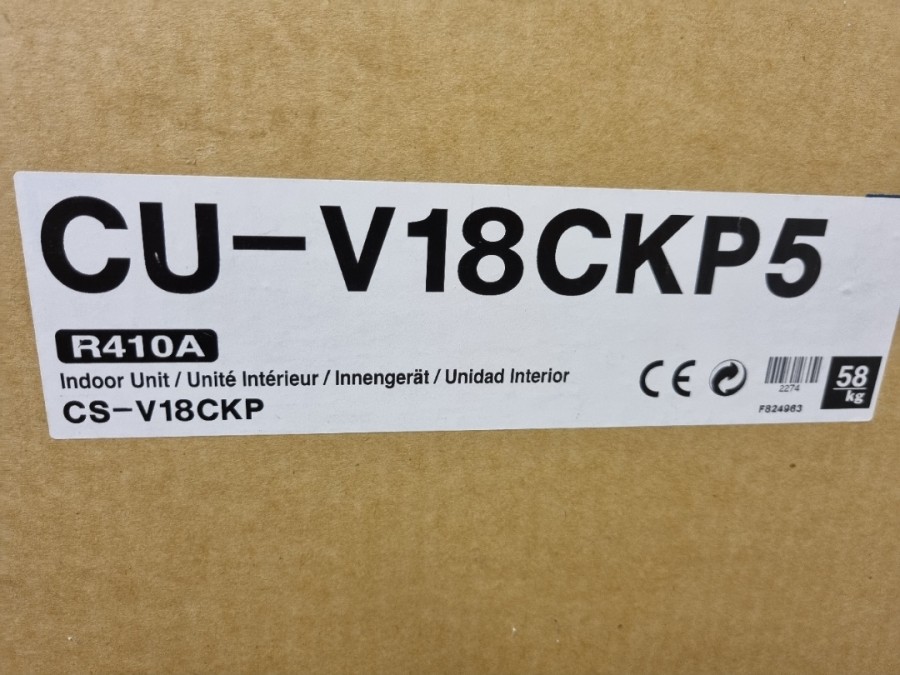 CU-V18CKP5
R410A
Indoor Unit / Unité Intérieur / Innengerät / Unidad Interior
CS-V18CKP
CE
2274
F824963
58
kg